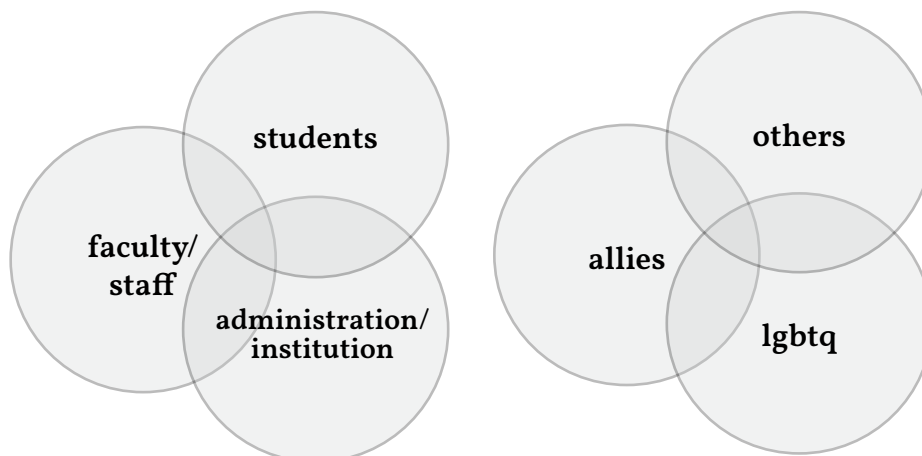 students
faculty/
staff
administration/
institution
others
allies
lgbtq